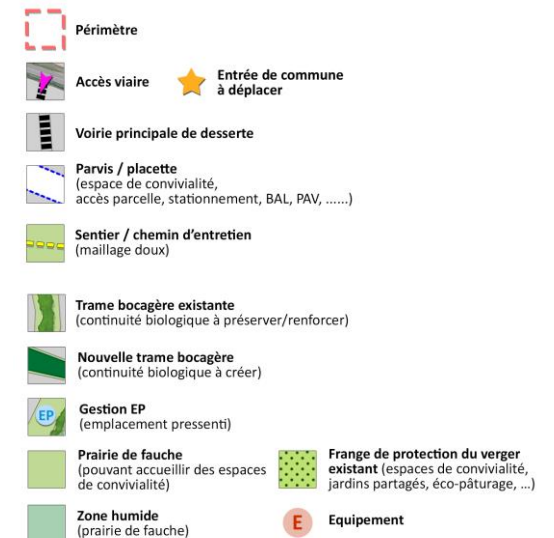 Périmètre
Accès viaire
Entrée de commune
à déplacer
Voirie principale de desserte
Parvis / placette
(espace de convivialité,
accès parcelle, stationnement, BAL, PAV, ......)
Sentier / chemin d'entretien
(maillage doux)
Trame bocagère existante
(continuité biologique à préserver/renforcer)
Nouvelle trame bocagère
(continuité biologique à créer)
EP
Gestion EP
(emplacement pressenti)
Prairie de fauche
(pouvant accueillir des espaces
de convivialité)
Frange de protection du verger
existant (espaces de convivialité,
jardins partagés, éco-pâturage, ...)
Zone humide
(prairie de fauche)
E
Equipement